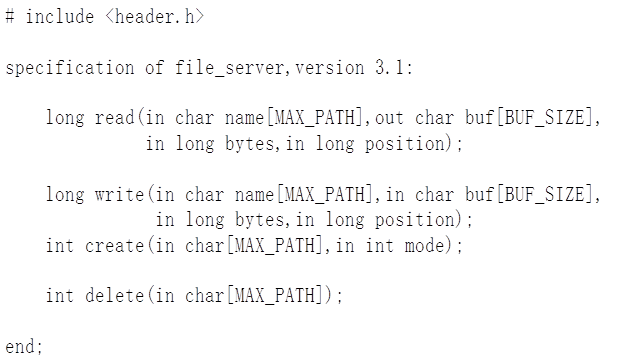 # include <header.h>
specification of file_server,version 3.1:
long read(in char name[MAX_PATH],out char buf[BUF_SIZE],
in long bytes,in long position);
long write(in char name[MAX_PATH],in char buf[BUF_SIZE],
in long bytes,in long position);
int create(in char[MAX_PATH],in int mode);
int delete(in char[MAX_PATH]);
end;